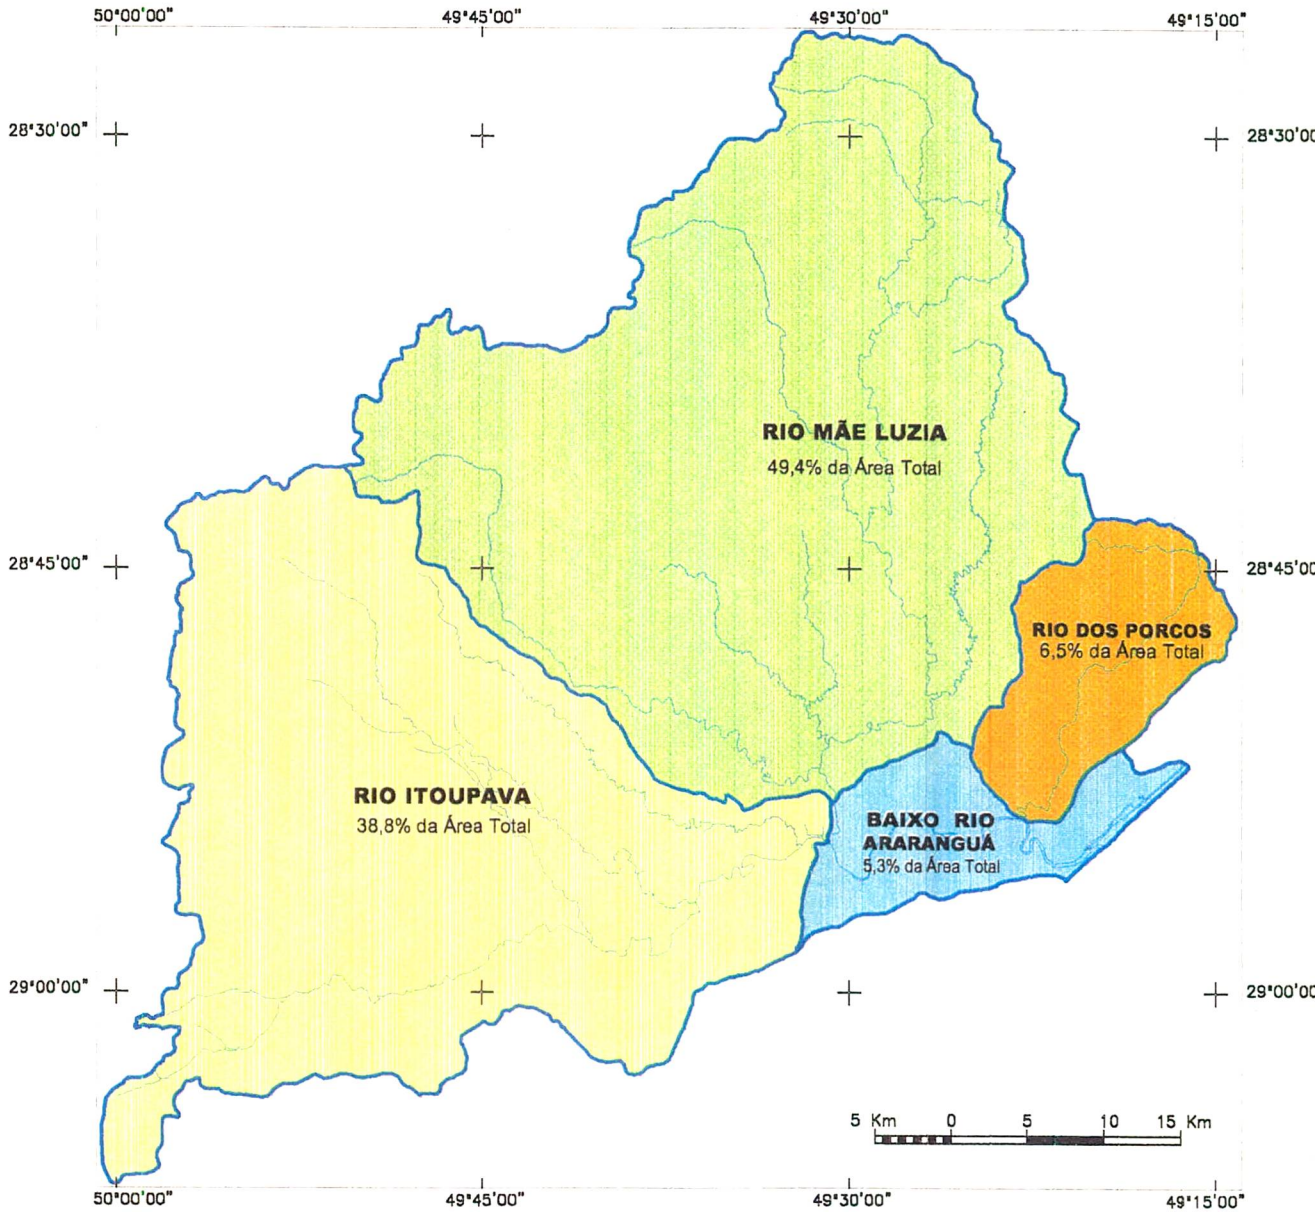 50°00'00" 49°45'00" 49°30'00" 49°15'00"
28°30'00" 28°30'00
RIO MÃE LUZIA
49,4% da Área Total
28°45'00" 28°45'00
RIO DOS PORCOS
6,5% da Área Total
RIO ITOUPAVA
38,8% da Área Total
BAIXO RIO
ARARANGUÁ
5,3% da Área Total
29°00'00" 29°00'00
5 Km 0 5 10 15 Km
50°00'00" 49°45'00" 49°30'00" 49°15'00"